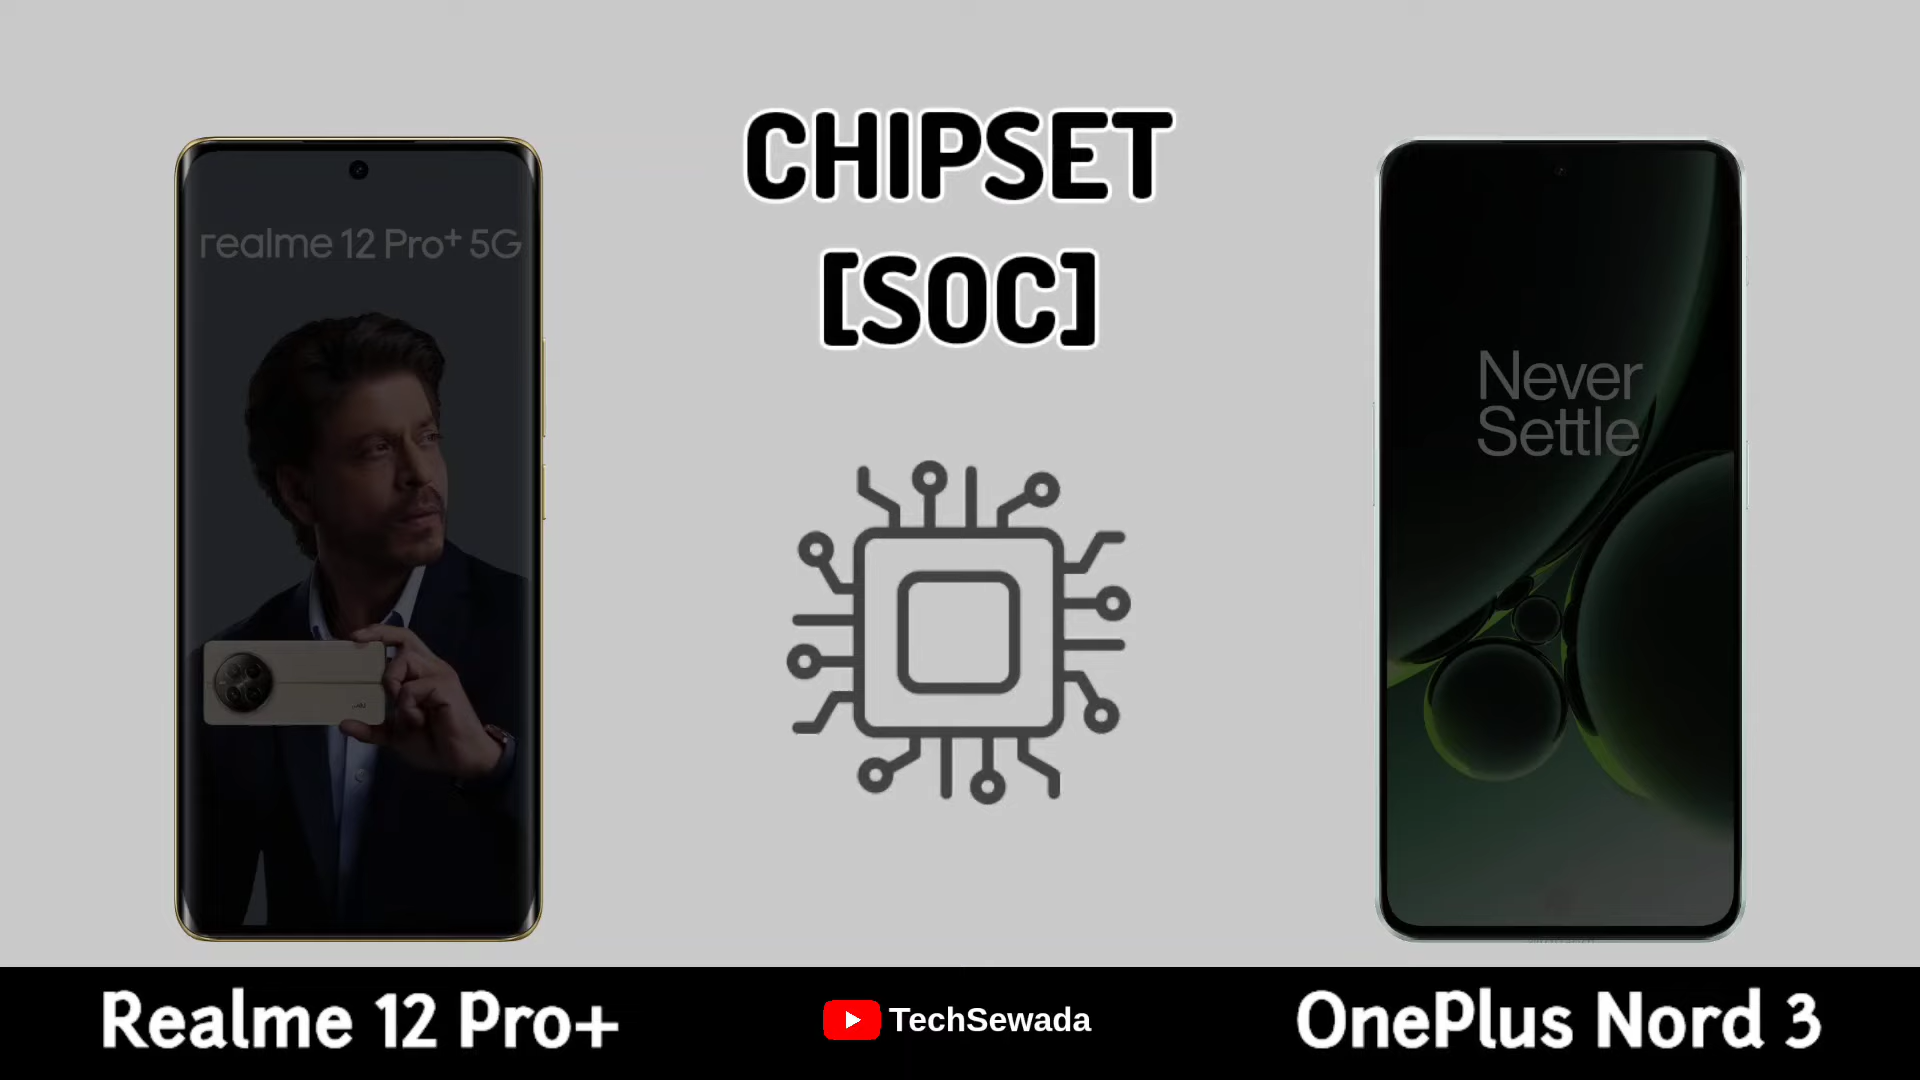 CHIPSET
[SOC]
realme 12 Pro+ 5G
Never
Settle
Realme 12 Pro+
TechSewada
OnePlus Nord 3